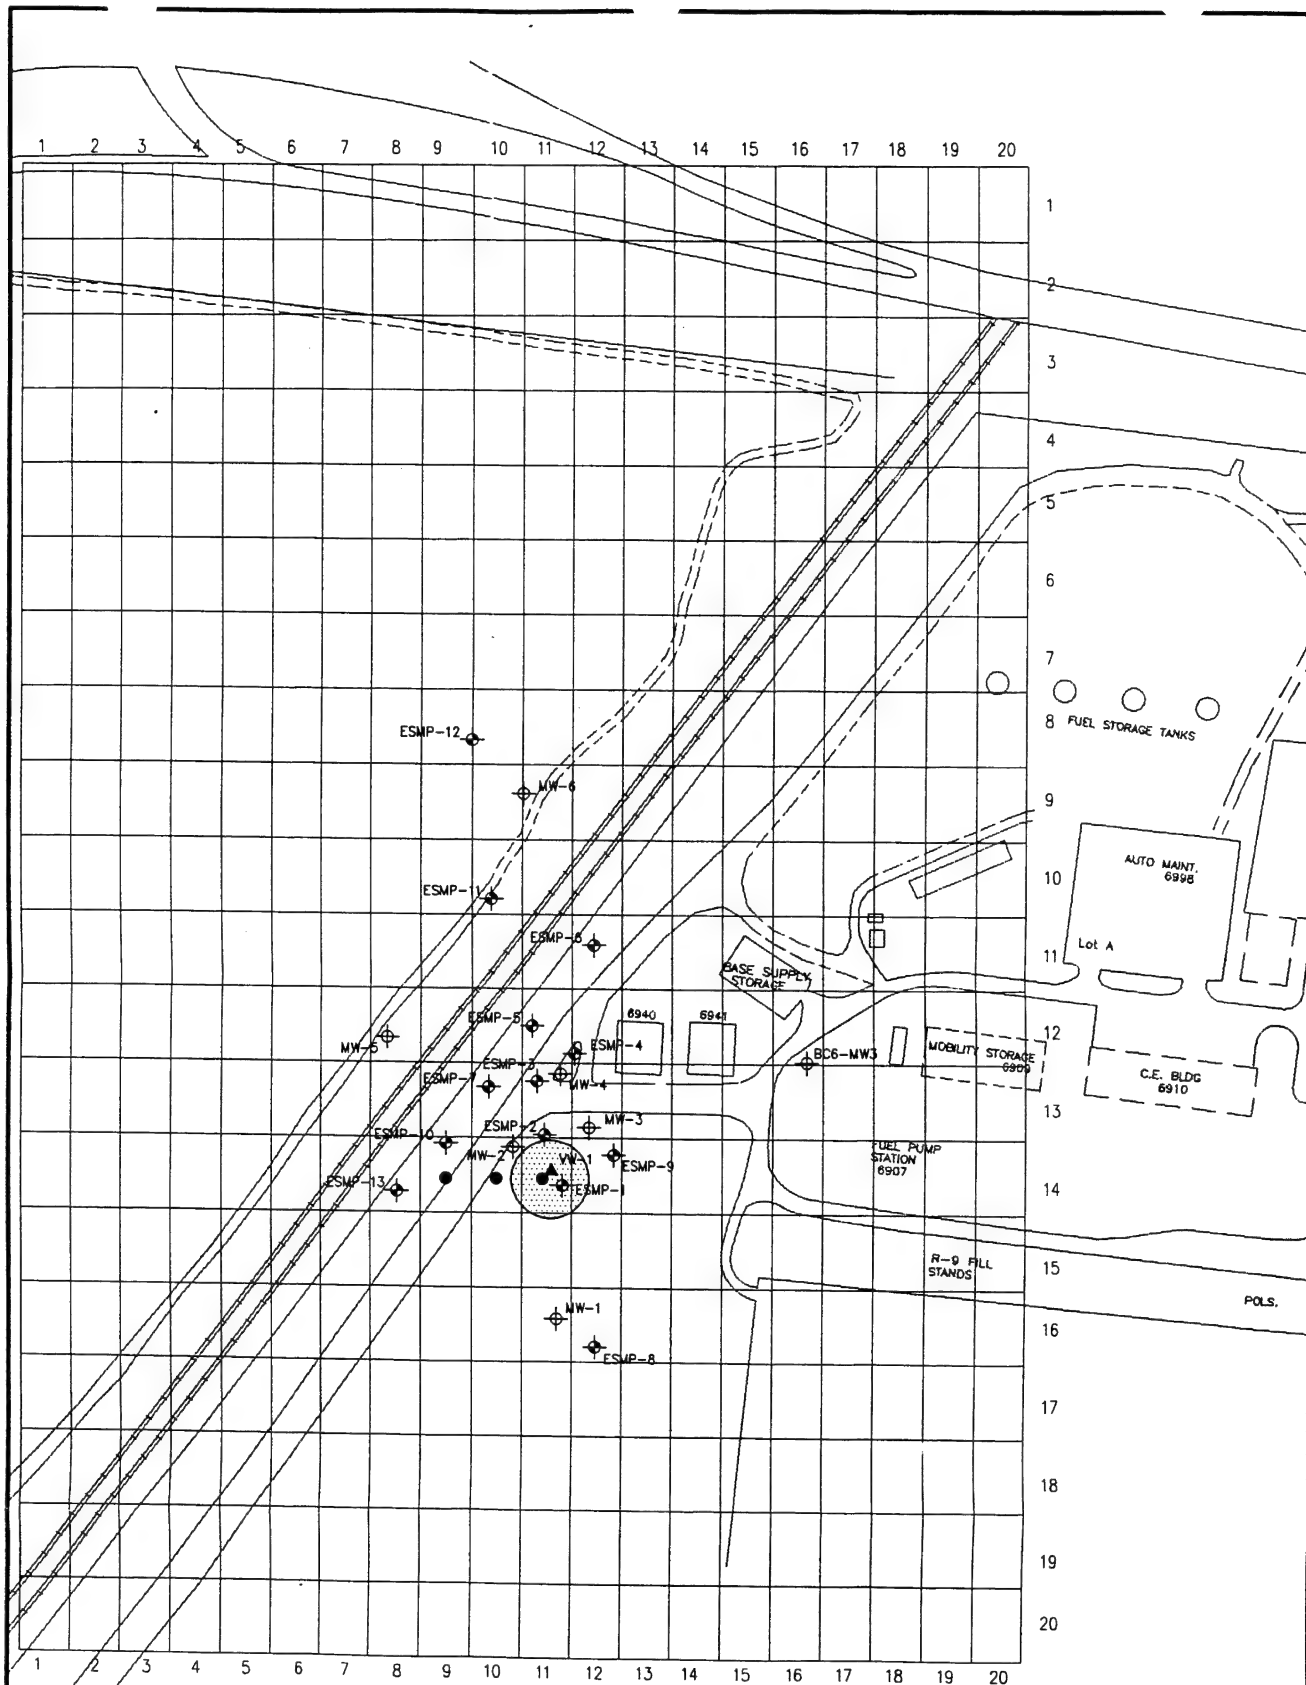 1 2 3 4 5 6 7 8 9 10 11 12 13 14 15 16 17 18 19 20
1
2
3
4
5
6
7
8
FUEL STORAGE TANKS
ESMP-12
MW-6
9
AUTO MAINT.
6998
10
ESMP-11
ESMP-6
Lot A
11
BASE SUPPLY
STORAGE
6940
6941
ESMP-5
12
MW-5
ESMP-4
BC6-MW3
MOBILITY STORAGE
6909
C.E. BLDG
6910
ESMP-3
ESMP-7
MW-4
13
ESMP-2
MW-3
ESMP-10
MW-2
VW-1
ESMP-9
FUEL PUMP
STATION
6907
ESMP-13
ESMP-1
14
R-9 FILL
STANDS
15
POLS.
MW-1
16
ESMP-8
17
18
19
20
1 2 3 4 5 6 7 8 9 10 11 12 13 14 15 16 17 18 19 20